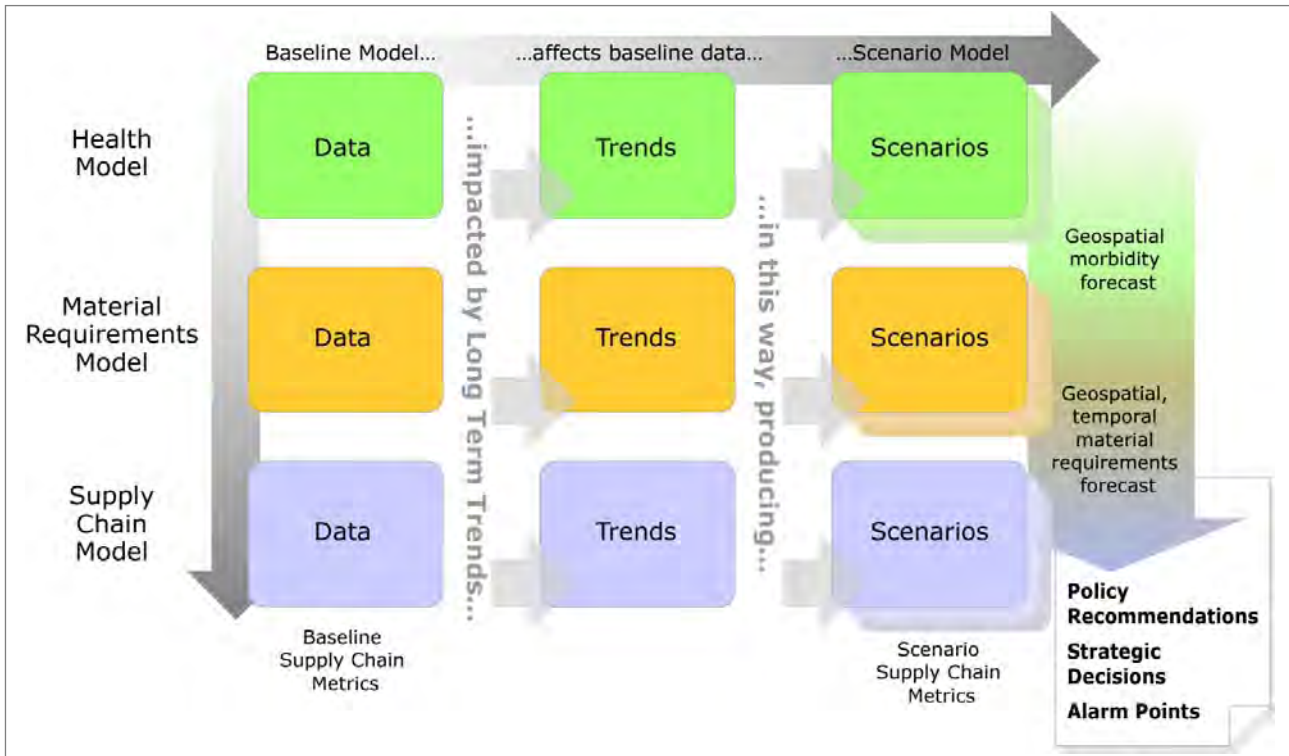 Baseline Model…
…affects baseline data…
…Scenario Model
Health
Model
Data
Trends
Scenarios
…impacted by Long Term Trends…
…in this way, producing…
Geospatial
morbidity
forecast
Material
Requirements
Model
Data
Trends
Scenarios
Geospatial,
temporal
material
requirements
forecast
Supply
Chain
Model
Data
Trends
Scenarios
Baseline
Supply Chain
Metrics
Scenario
Supply Chain
Metrics
Policy
Recommendations
Strategic
Decisions
Alarm Points